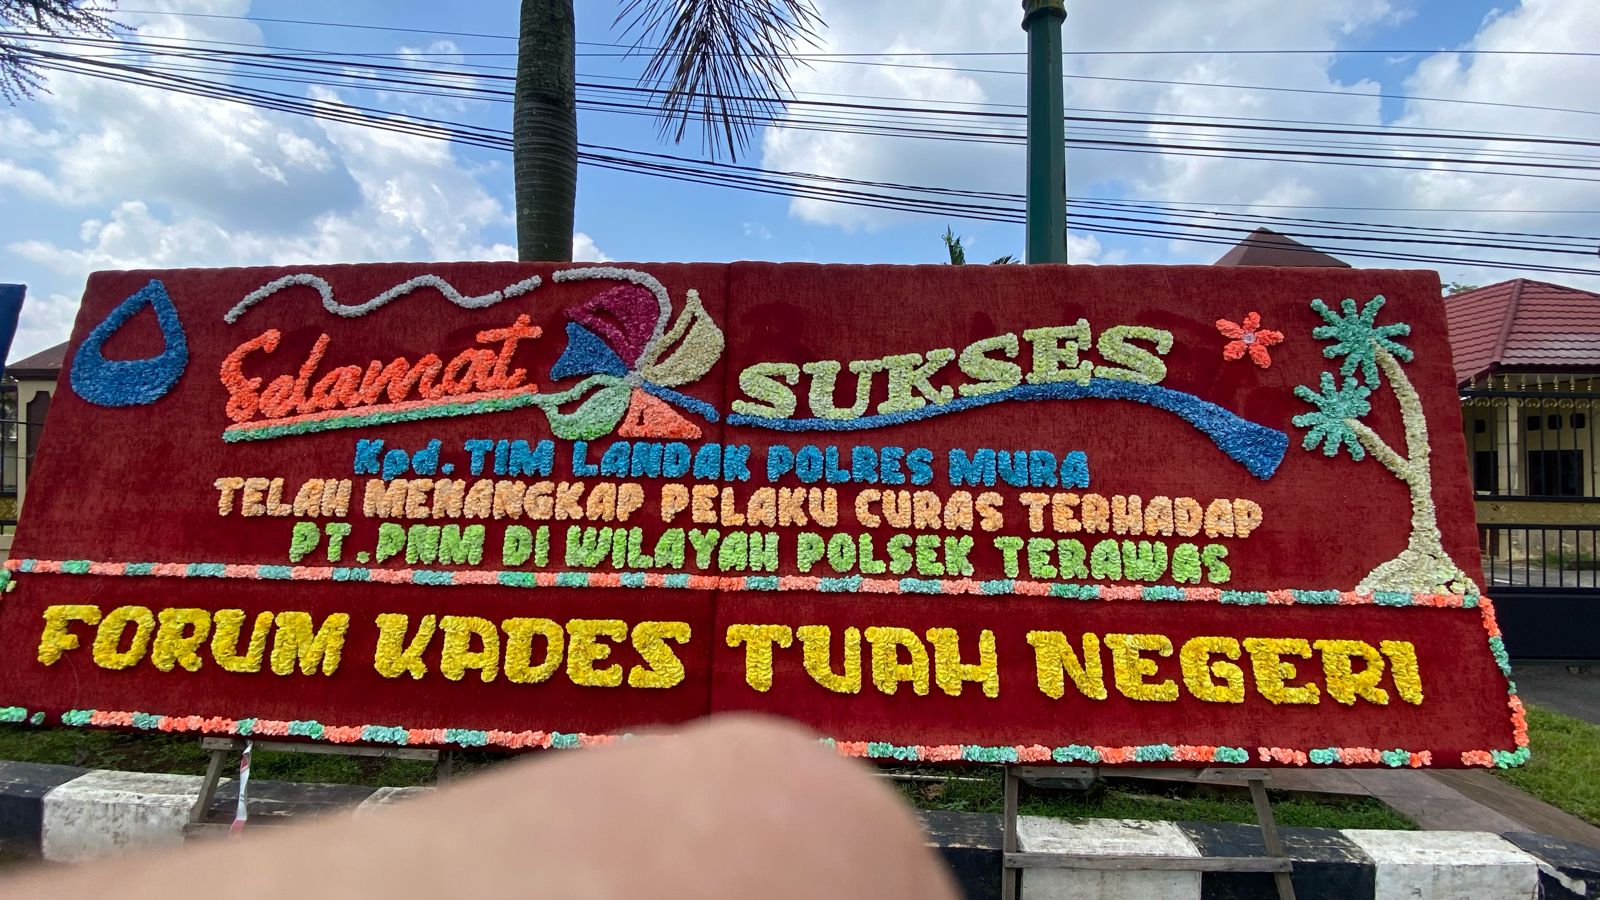 Selamat SUKSES
Kpd. TIM LANDAK POLRES MURA
TELAH MENANGKAP PELAKU CURAS TERHADAP
PT. PNM DI WILAYAH POLSEK TERAWAS
FORUM KADES TUAH NEGERI